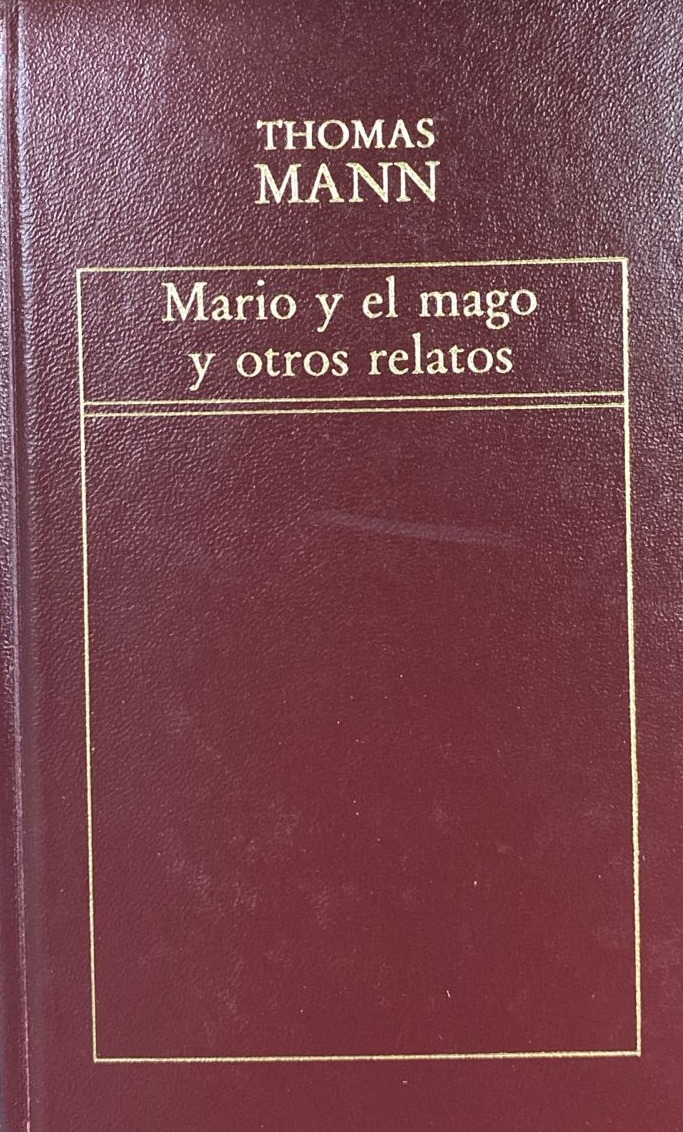 THOMAS
MANN
Mario y el mago
y otros relatos